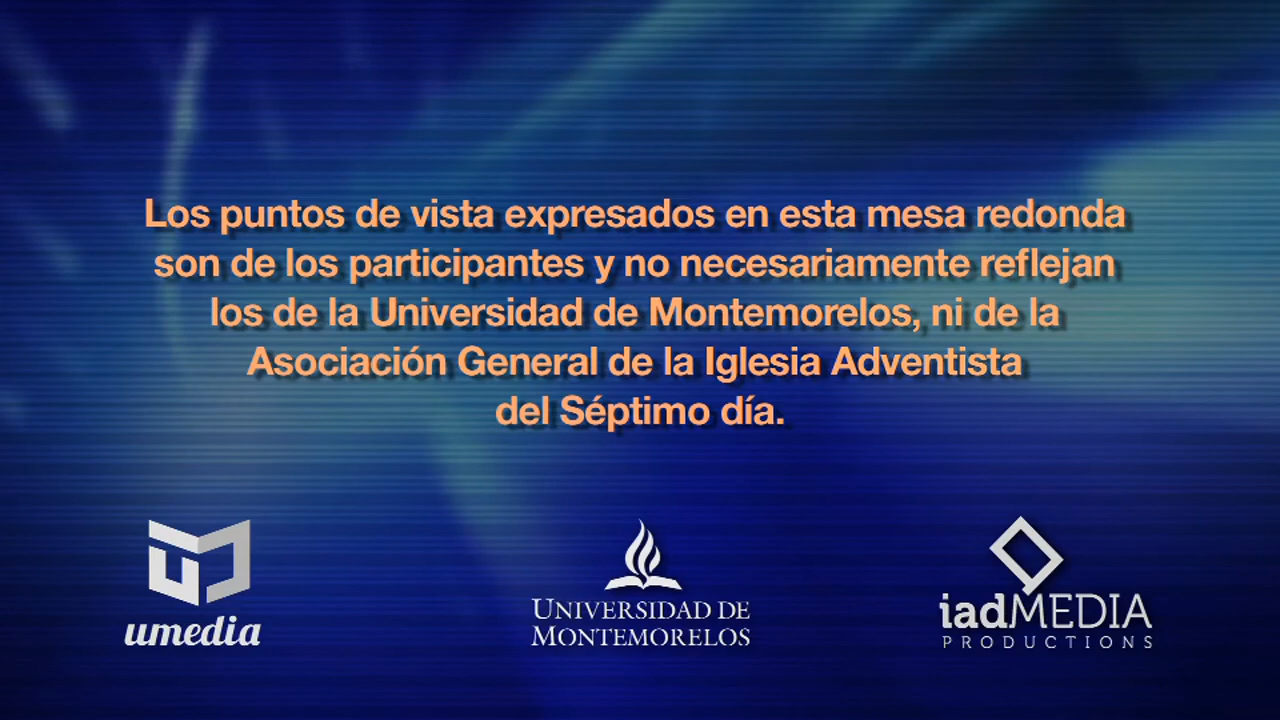 Los puntos de vista expresados en esta mesa redonda
son de los participantes y no necesariamente reflejan
los de la Universidad de Montemorelos, ni de la
Asociación General de la Iglesia Adventista
del Séptimo día.
umedia
UNIVERSIDAD DE
MONTEMORELOS
iadMEDIA
PRODUCTIONS